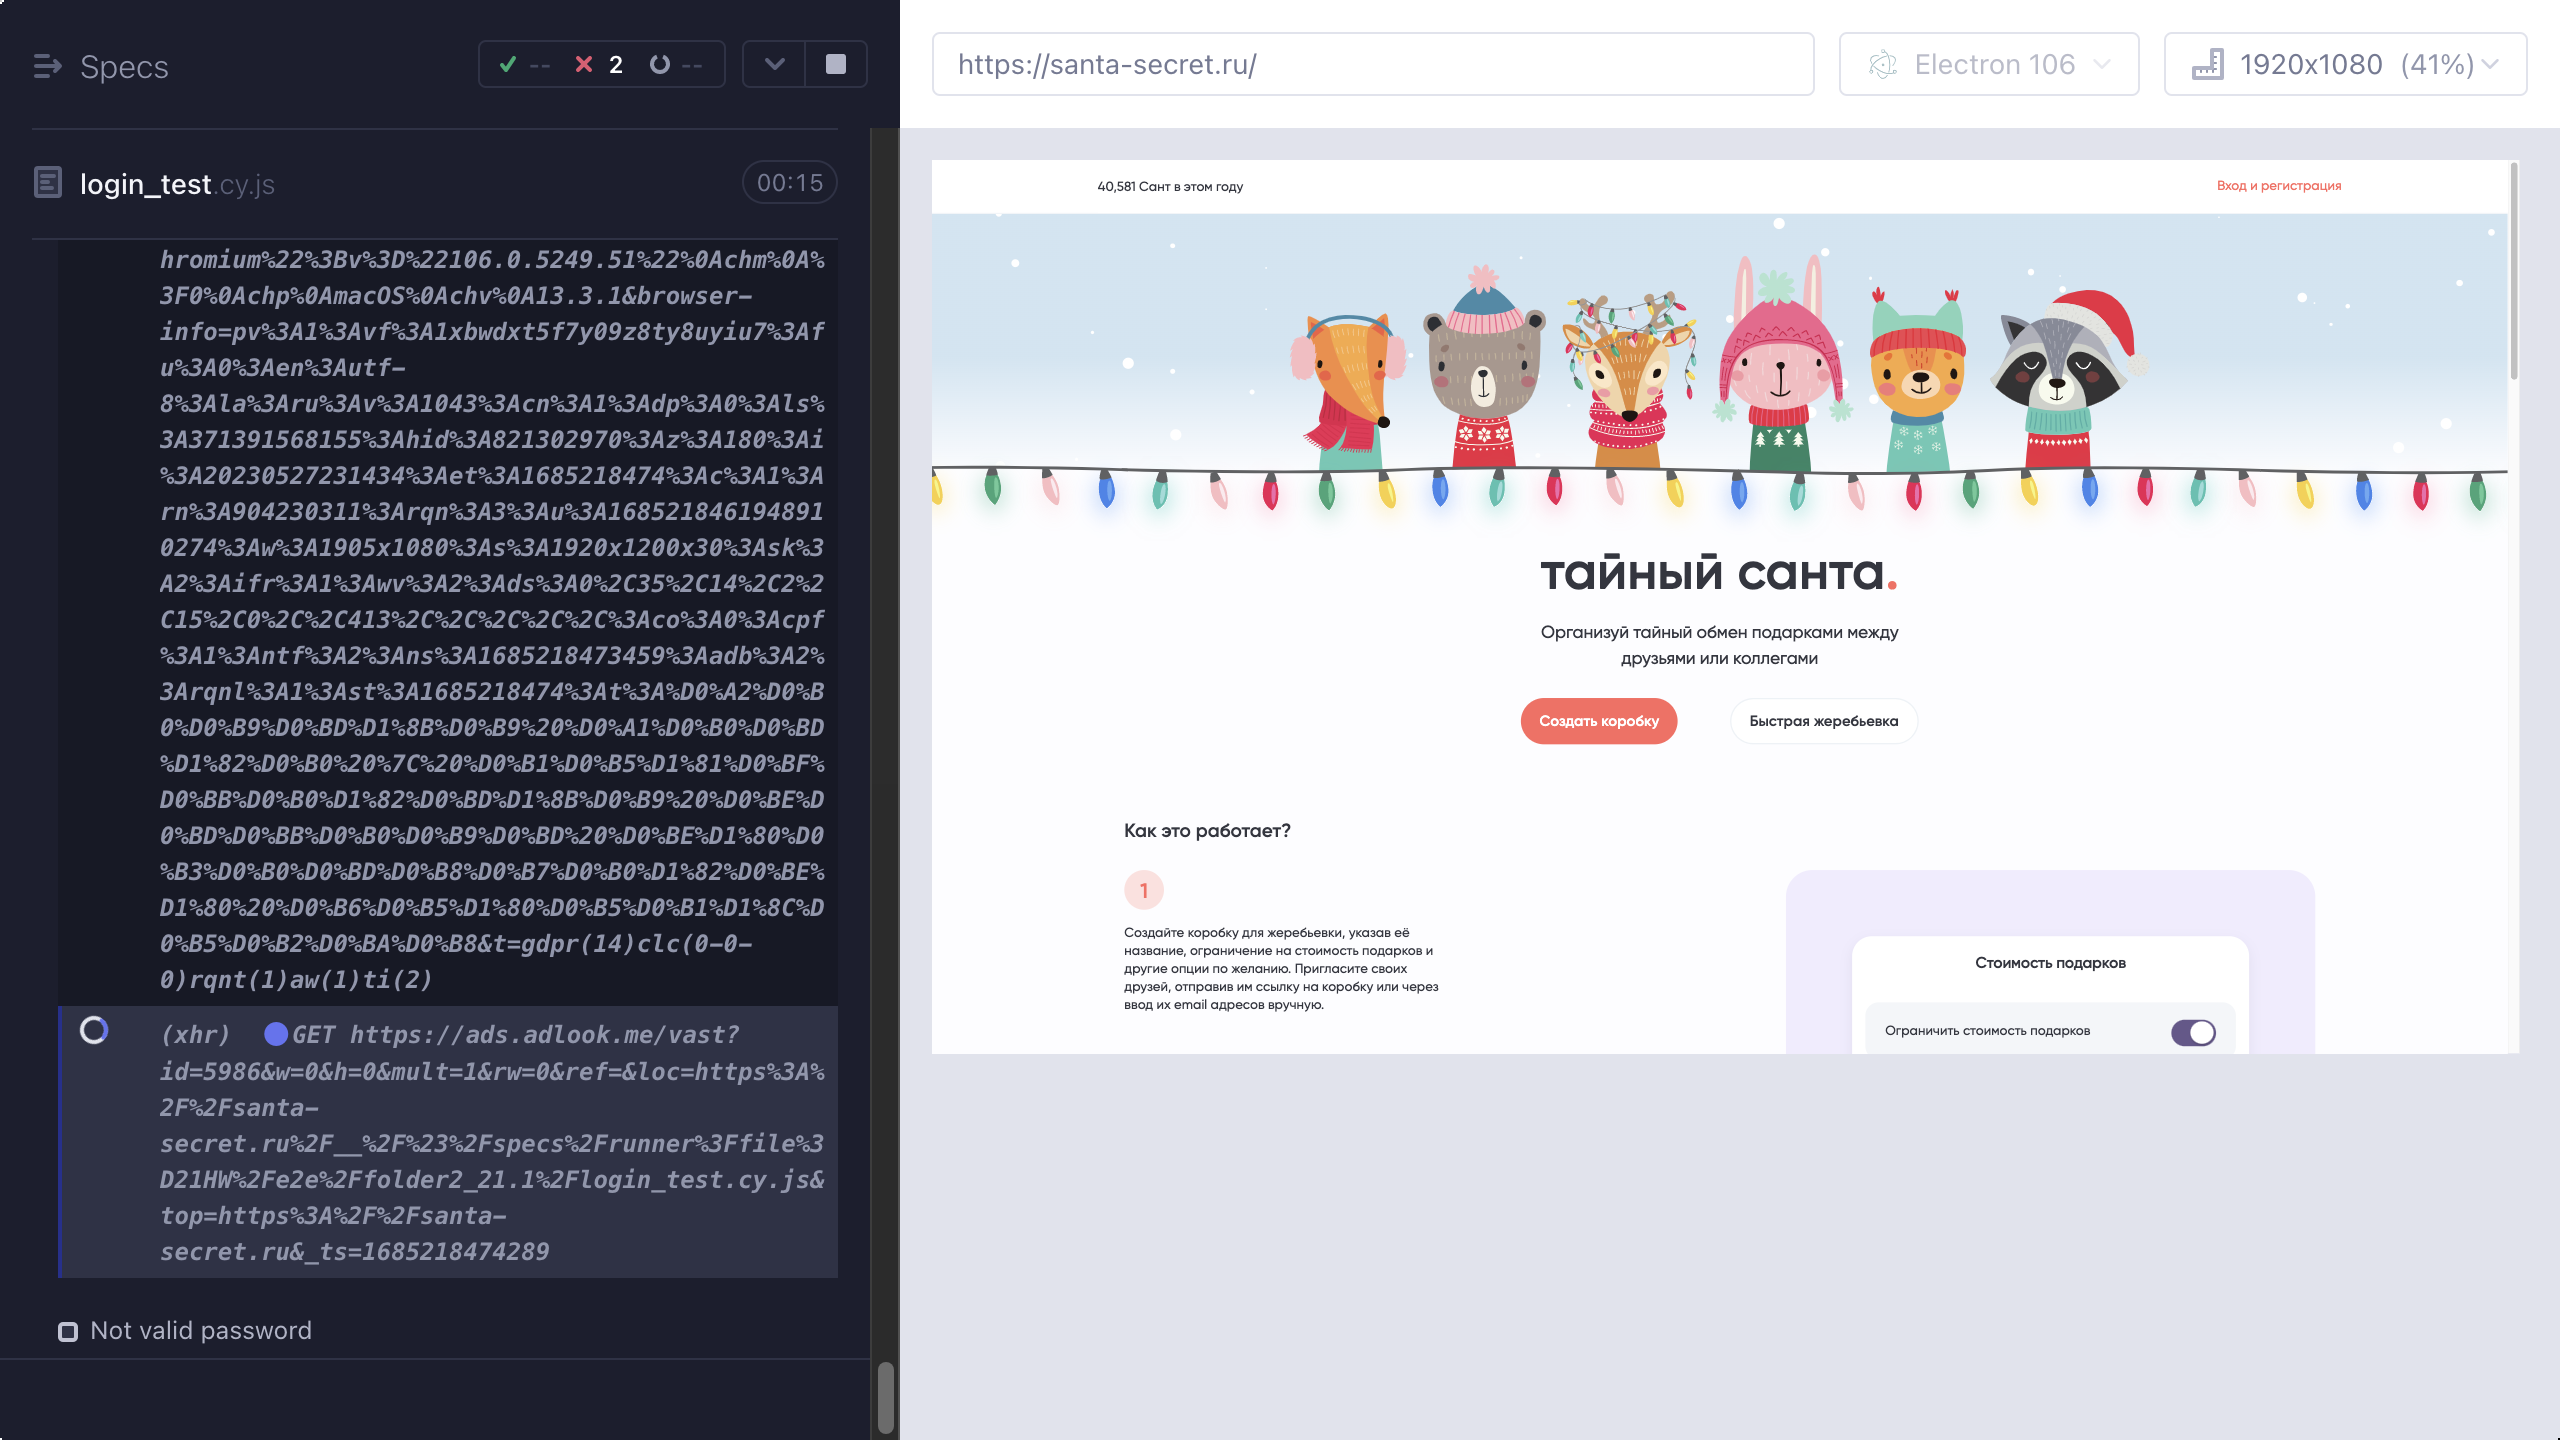 Specs
-- 2 --
login_test.cy.js
00:15
hromium%22%3Bv%3D%22106.0.5249.51%22%0Achm%0A%
3F0%0Achp%0AmacOS%0Achv%0A13.3.1&browser-
info=pv%3A1%3Avf%3A1xbwdxt5f7y09z8ty8uyiu7%3Af
u%3A0%3Aen%3Autf-
8%3Ala%3Aru%3Av%3A1043%3Acn%3A1%3Adp%3A0%3Als%
3A371391568155%3Ahid%3A821302970%3Az%3A180%3Ai
%3A20230527231434%3Aet%3A1685218474%3Ac%3A1%3A
rn%3A904230311%3Arqn%3A3%3Au%3A168521846194891
0274%3Aw%3A1905x1080%3As%3A1920x1200x30%3Ask%3
A2%3Aifr%3A1%3Awv%3A2%3Ads%3A0%2C35%2C14%2C2%2
C15%2C0%2C%2C413%2C%2C%2C%2C%2C%3Aco%3A0%3Acpf
%3A1%3Antf%3A2%3Ans%3A1685218473459%3Aadb%3A2%
3Arqnl%3A1%3Ast%3A1685218474%3At%3A%D0%A2%D0%B
0%D0%B9%D0%BD%D1%8B%D0%B9%20%D0%A1%D0%B0%D0%BD
%D1%82%D0%B0%20%7C%20%D0%B1%D0%B5%D1%81%D0%BF%
D0%BB%D0%B0%D1%82%D0%BD%D1%8B%D0%B9%20%D0%BE%D
0%BD%D0%BB%D0%B0%D0%B9%D0%BD%20%D0%BE%D1%80%D0
%B3%D0%B0%D0%BD%D0%B8%D0%B7%D0%B0%D1%82%D0%BE%
D1%80%20%D0%B6%D0%B5%D1%80%D0%B5%D0%B1%D1%8C%D
0%B5%D0%B2%D0%BA%D0%B8&t=gdpr(14)clc(0-0-
0)rqnt(1)aw(1)ti(2)
(xhr) GET https://ads.adlook.me/vast?
id=5986&w=0&h=0&mult=1&rw=0&ref=&loc=https%3A%
2F%2Fsanta-
secret.ru%2F__%2F%23%2Fspecs%2Frunner%3Ffile%3
D21HW%2Fe2e%2Ffolder2_21.1%2Flogin_test.cy.js&
top=https%3A%2F%2Fsanta-
secret.ru&_ts=1685218474289
Not valid password
https://santa-secret.ru/
Electron 106
1920x1080 (41%)
40,581 Сант в этом году
Вход и регистрация
тайный санта.
Организуй тайный обмен подарками между
друзьями или коллегами
Создать коробку
Быстрая жеребьевка
Как это работает?
1
Создайте коробку для жеребьевки, указав её
название, ограничение на стоимость подарков и
другие опции по желанию. Пригласите своих
друзей, отправив им ссылку на коробку или через
ввод их email адресов вручную.
Стоимость подарков
Ограничить стоимость подарков